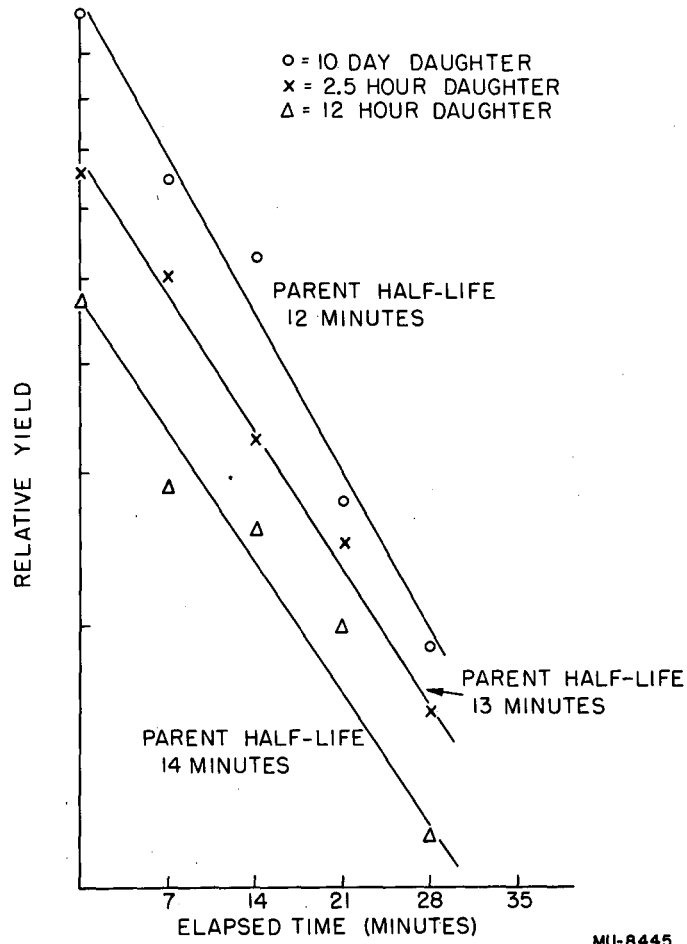 O = 10 DAY DAUGHTER
X = 2.5 HOUR DAUGHTER
Δ = 12 HOUR DAUGHTER
PARENT HALF-LIFE
12 MINUTES
RELATIVE YIELD
PARENT HALF-LIFE
13 MINUTES
PARENT HALF-LIFE
14 MINUTES
7 14 21 28 35
ELAPSED TIME (MINUTES)
MU-8445